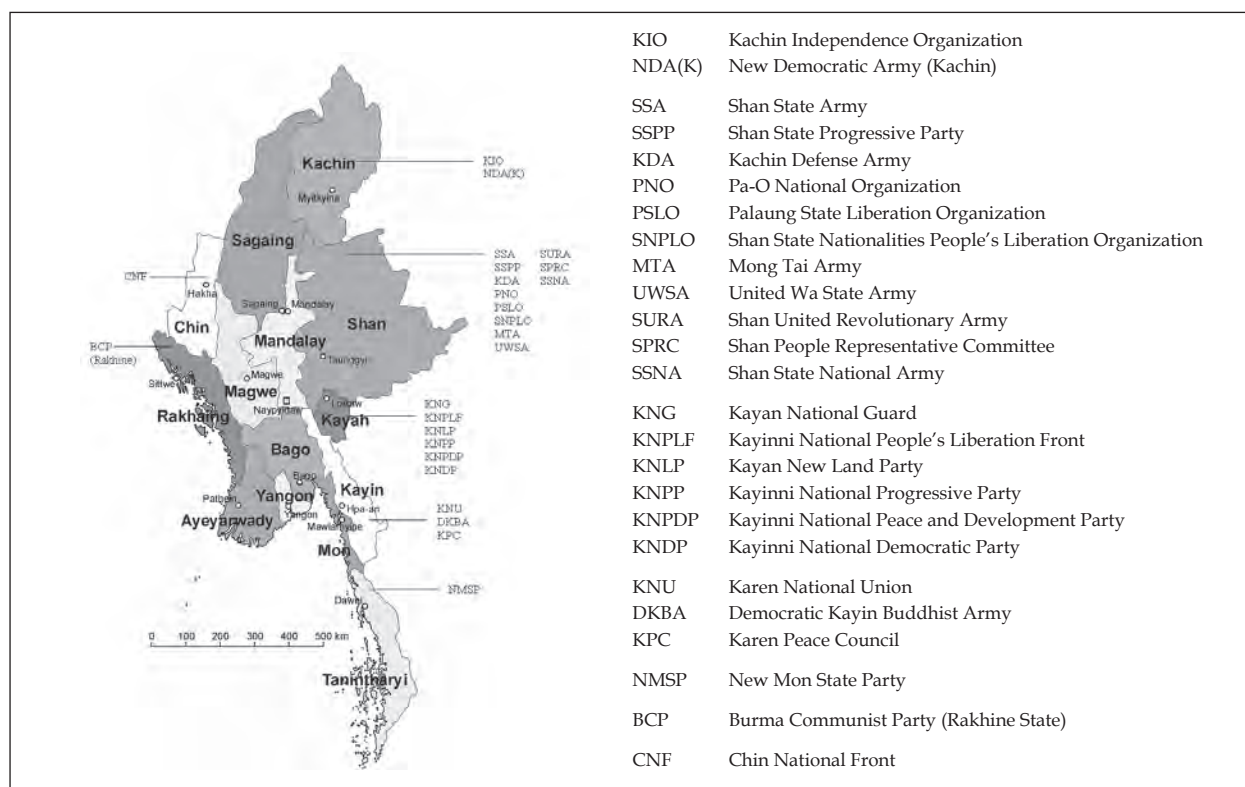 KIO NDA(K)
Kachin
Myitkyina
Sagaing
SSA SURA
SSPP SPRC
KDA SSNA
PNO
PSLO
SNPLO
MTA
UWSA
CNF
Hakha
Sagaing Mandalay
Chin
Shan
Mandalay
BCP
(Rakhine)
Taunggyi
Sittwe
Magwe
Magwe
Rakhaing
Naypyidaw
Loikaw
Kayah
KNG
KNPLF
KNLP
KNPP
KNPDP
KNDP
Bago
Bago
Kayin
Pathein
Yangon
Yangon
Hpa-an
Ayeyarwady
Mawlamyine
KNU
DKBA
KPC
Mon
NMSP
Dawei
0 100 200 300 400 500 km
Tanintharyi
KIO Kachin Independence Organization
NDA(K) New Democratic Army (Kachin)
SSA Shan State Army
SSPP Shan State Progressive Party
KDA Kachin Defense Army
PNO Pa-O National Organization
PSLO Palaung State Liberation Organization
SNPLO Shan State Nationalities People's Liberation Organization
MTA Mong Tai Army
UWSA United Wa State Army
SURA Shan United Revolutionary Army
SPRC Shan People Representative Committee
SSNA Shan State National Army
KNG Kayan National Guard
KNPLF Kayinni National People's Liberation Front
KNLP Kayan New Land Party
KNPP Kayinni National Progressive Party
KNPDP Kayinni National Peace and Development Party
KNDP Kayinni National Democratic Party
KNU Karen National Union
DKBA Democratic Kayin Buddhist Army
KPC Karen Peace Council
NMSP New Mon State Party
BCP Burma Communist Party (Rakhine State)
CNF Chin National Front